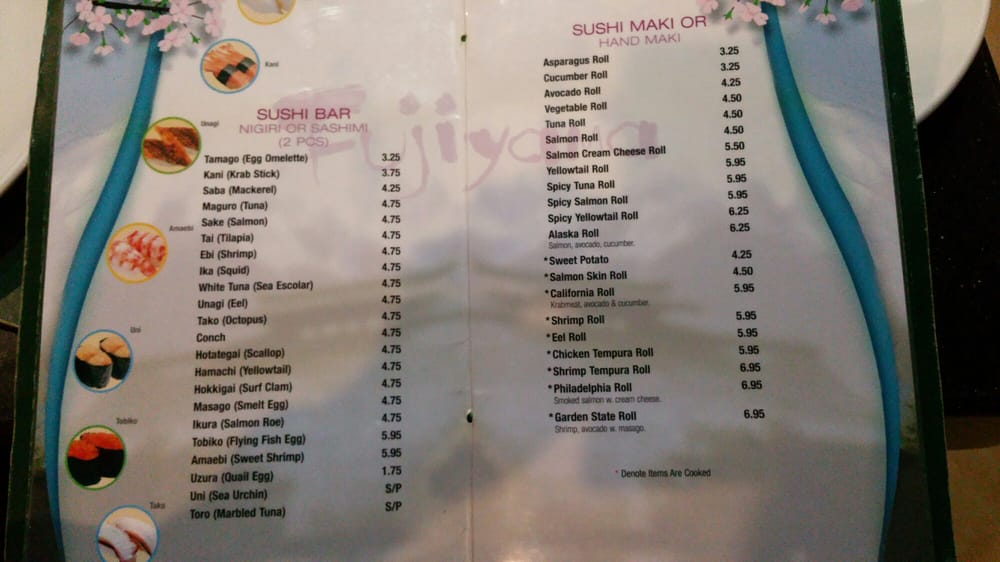 Kani
Unagi
Amaebi
Uni
Tobiko
Tako
Fujiyama
SUSHI BAR
NIGIRI OR SASHIMI
(2 PCS)
Tamago (Egg Omelette) 3.25
Kani (Krab Stick) 3.75
Saba (Mackerel) 4.25
Maguro (Tuna) 4.75
Sake (Salmon) 4.75
Tai (Tilapia) 4.75
Ebi (Shrimp) 4.75
Ika (Squid) 4.75
White Tuna (Sea Escolar) 4.75
Unagi (Eel) 4.75
Tako (Octopus) 4.75
Conch 4.75
Hotategai (Scallop) 4.75
Hamachi (Yellowtail) 4.75
Hokkigai (Surf Clam) 4.75
Masago (Smelt Egg) 4.75
Ikura (Salmon Roe) 4.75
Tobiko (Flying Fish Egg) 5.95
Amaebi (Sweet Shrimp) 5.95
Uzura (Quail Egg) 1.75
Uni (Sea Urchin) S/P
Toro (Marbled Tuna) S/P
SUSHI MAKI OR
HAND MAKI
Asparagus Roll 3.25
Cucumber Roll 3.25
Avocado Roll 4.25
Vegetable Roll 4.50
Tuna Roll 4.50
Salmon Roll 4.50
Salmon Cream Cheese Roll 5.50
Yellowtail Roll 5.95
Spicy Tuna Roll 5.95
Spicy Salmon Roll 5.95
Spicy Yellowtail Roll 6.25
Alaska Roll 6.25
Salmon, avocado, cucumber.
*Sweet Potato 4.25
*Salmon Skin Roll 4.50
*California Roll 5.95
Krabmeat, avocado & cucumber.
*Shrimp Roll 5.95
*Eel Roll 5.95
*Chicken Tempura Roll 5.95
*Shrimp Tempura Roll 6.95
*Philadelphia Roll 6.95
Smoked salmon w. cream cheese.
*Garden State Roll 6.95
Shrimp, avocado w. masago.
* Denote Items Are Cooked